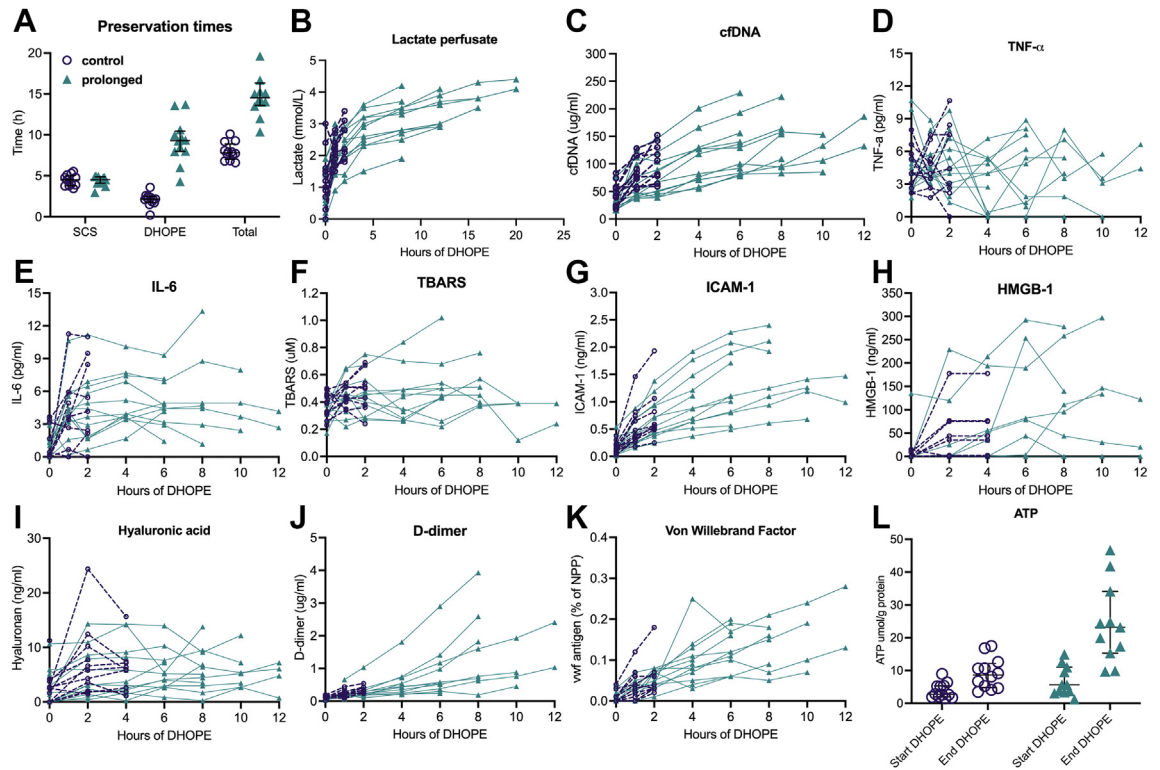 A
Preservation times
control
prolonged
Time (h)
20
15
10
5
0
SCS
DHOPE
Total
B
Lactate perfusate
Lactate (mmol/L)
5
4
3
2
1
0
0 5 10 15 20 25
Hours of DHOPE
C
cfDNA
cfDNA (ug/ml)
300
250
200
150
100
50
0
0 2 4 6 8 10 12
Hours of DHOPE
D
TNF-α
TNF-a (pg/ml)
15
12
9
6
3
0
0 2 4 6 8 10 12
Hours of DHOPE
E
IL-6
IL-6 (pg/ml)
15
12
9
6
3
0
0 2 4 6 8 10 12
Hours of DHOPE
F
TBARS
TBARS (uM)
1.2
1.0
0.8
0.6
0.4
0.2
0.0
0 2 4 6 8 10 12
Hours of DHOPE
G
ICAM-1
ICAM-1 (ng/ml)
3.0
2.5
2.0
1.5
1.0
0.5
0.0
0 2 4 6 8 10 12
Hours of DHOPE
H
HMGB-1
HMGB-1 (ng/ml)
350
300
250
200
150
100
50
0
0 2 4 6 8 10 12
Hours of DHOPE
I
Hyaluronic acid
Hyaluronan (ng/ml)
30
20
10
0
0 2 4 6 8 10 12
Hours of DHOPE
J
D-dimer
D-dimer (ug/ml)
5
4
3
2
1
0
0 2 4 6 8 10 12
Hours of DHOPE
K
Von Willebrand Factor
vwf antigen (% of NPP)
0.4
0.3
0.2
0.1
0.0
0 2 4 6 8 10 12
Hours of DHOPE
L
ATP
ATP umol/g protein
50
40
30
20
10
0
Start DHOPE
End DHOPE
Start DHOPE
End DHOPE